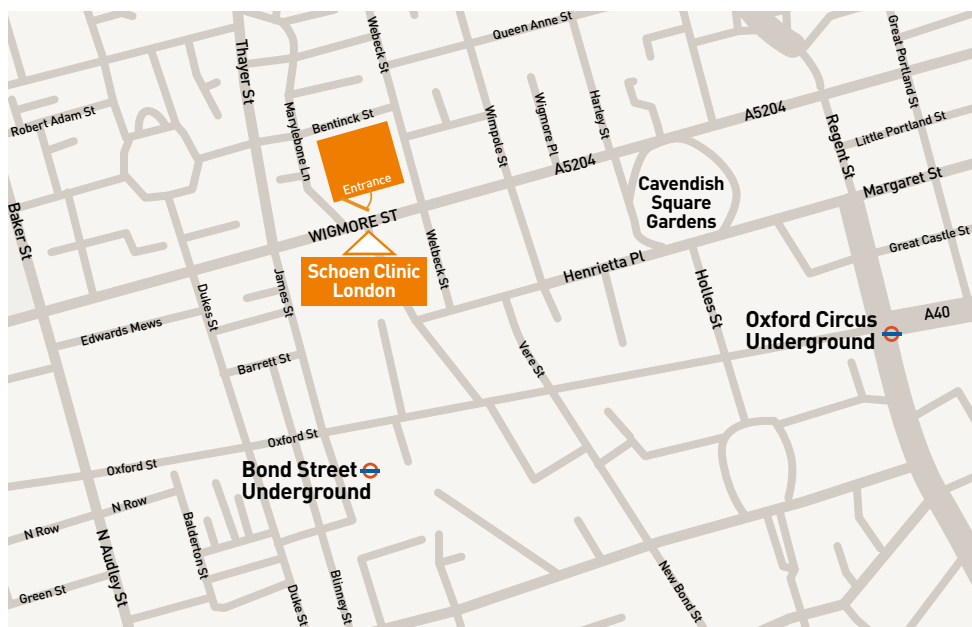 Queen Anne St
Webeck St
Thayer St
Great Portland St
Robert Adam St
Marylebone Ln
Bentinck St
Wimpole St
Wigmore Pl
Harley St
A5204
Regent St
Little Portland St
A5204
Margaret St
Entrance
Cavendish
Square
Gardens
Baker St
WIGMORE ST
Welbeck St
Great Castle St
Schoen Clinic
London
Henrietta Pl
Holles St
Dukes St
James St
Edwards Mews
A40
Oxford Circus
Underground
Barrett St
Vere St
Oxford St
Oxford St
Bond Street
Underground
N Row
N Row
Balderton St
N Audley St
Green St
Duke St
Blinney St
New Bond St